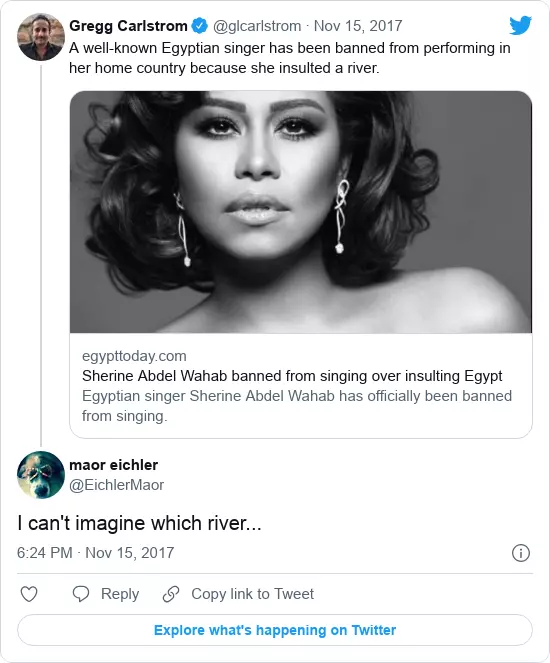 Gregg Carlstrom @glcarlstrom · Nov 15, 2017
A well-known Egyptian singer has been banned from performing in
her home country because she insulted a river.
egypttoday.com
Sherine Abdel Wahab banned from singing over insulting Egypt
Egyptian singer Sherine Abdel Wahab has officially been banned
from singing.
maor eichler
@EichlerMaor
I can't imagine which river...
6:24 PM · Nov 15, 2017
Reply Copy link to Tweet
Explore what's happening on Twitter